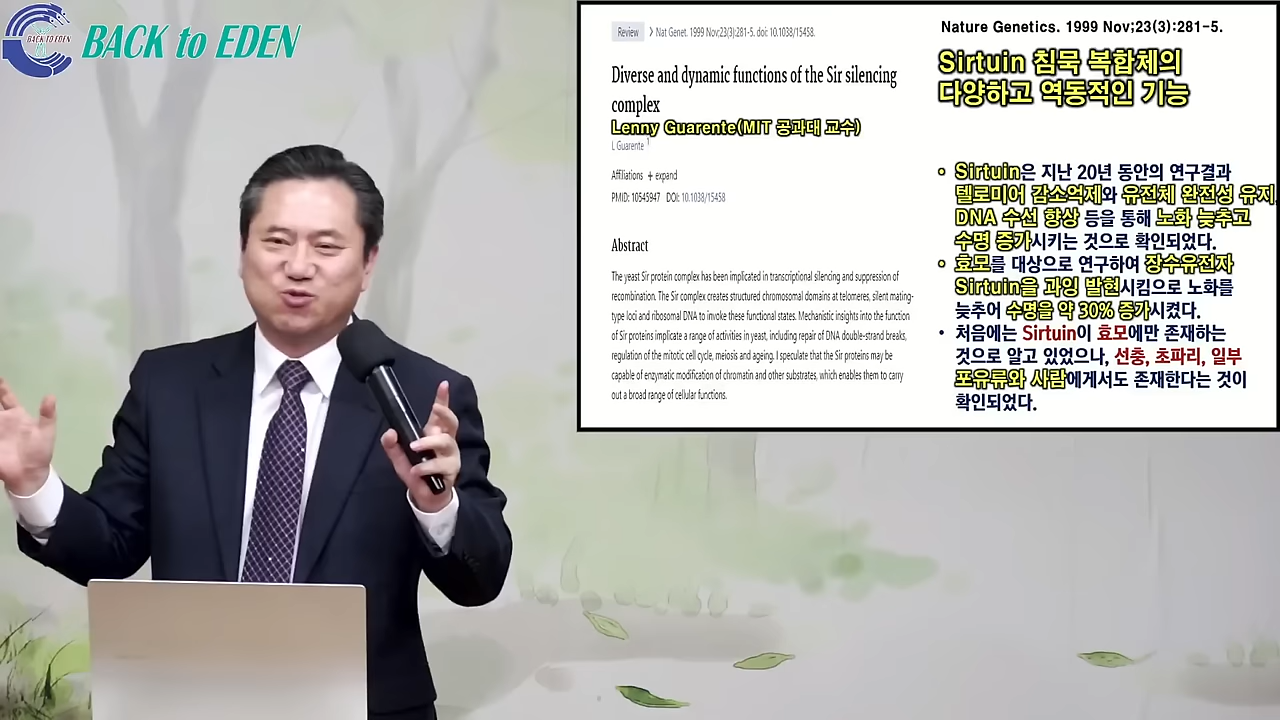 BACK TO EDEN
BACK to EDEN
Review > Nat Genet. 1999 Nov;23(3):281-5. doi: 10.1038/15458.
Diverse and dynamic functions of the Sir silencing
complex
Lenny Guarente(MIT 공과대 교수)
L Guarente 1
Affiliations + expand
PMID: 10545947 DOI: 10.1038/15458
Abstract
The yeast Sir protein complex has been implicated in transcriptional silencing and suppression of
recombination. The Sir complex creates structured chromosomal domains at telomeres, silent mating-
type loci and ribosomal DNA to invoke these functional states. Mechanistic insights into the function
of Sir proteins implicate a range of activities in yeast, including repair of DNA double-strand breaks,
regulation of the mitotic cell cycle, meiosis and ageing. I speculate that the Sir proteins may be
capable of enzymatic modification of chromatin and other substrates, which enables them to carry
out a broad range of cellular functions.
Nature Genetics. 1999 Nov;23(3):281-5.
Sirtuin 침묵 복합체의
다양하고 역동적인 기능
• Sirtuin은 지난 20년 동안의 연구결과
텔로미어 감소억제와 유전체 완전성 유지,
DNA 수선 향상 등을 통해 노화 늦추고
수명 증가시키는 것으로 확인되었다.
• 효모를 대상으로 연구하여 장수유전자
Sirtuin을 과잉 발현시킴으로 노화를
늦추어 수명을 약 30% 증가시켰다.
• 처음에는 Sirtuin이 효모에만 존재하는
것으로 알고 있었으나, 선충, 초파리, 일부
포유류와 사람에게서도 존재한다는 것이
확인되었다.